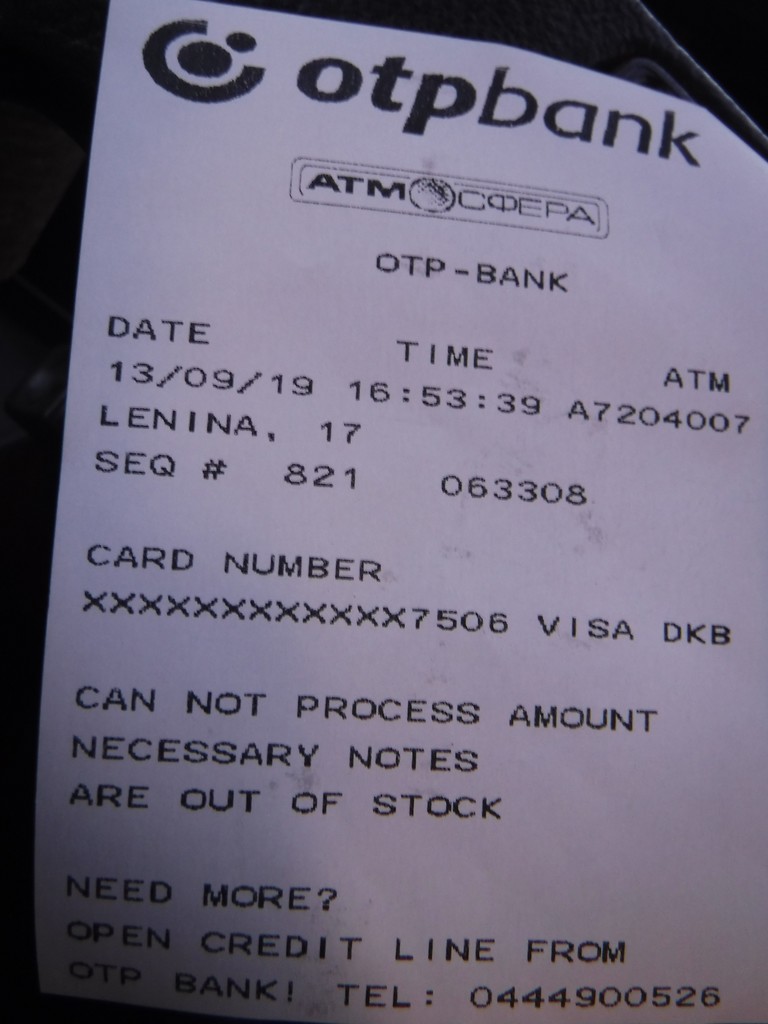 otpbank
ATMОСФЕРА
OTP-BANK
DATE TIME ATM
13/09/19 16:53:39 A7204007
LENINA, 17
SEQ # 821 063308
CARD NUMBER
XXXXXXXXXXXX7506 VISA DKB
CAN NOT PROCESS AMOUNT
NECESSARY NOTES
ARE OUT OF STOCK
NEED MORE?
OPEN CREDIT LINE FROM
OTP BANK! TEL: 0444900526